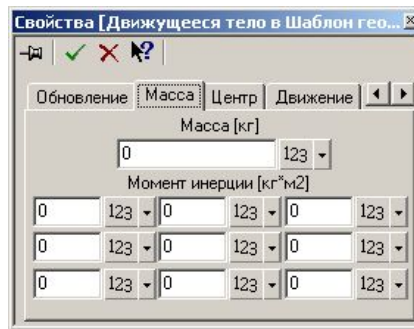 Свойства [Движущееся тело в Шаблон гео...
Обновление Масса Центр Движение
Масса [кг]
0 123
Момент инерции [кг*м2]
0 123 0 123 0 123
0 123 0 123 0 123
0 123 0 123 0 123